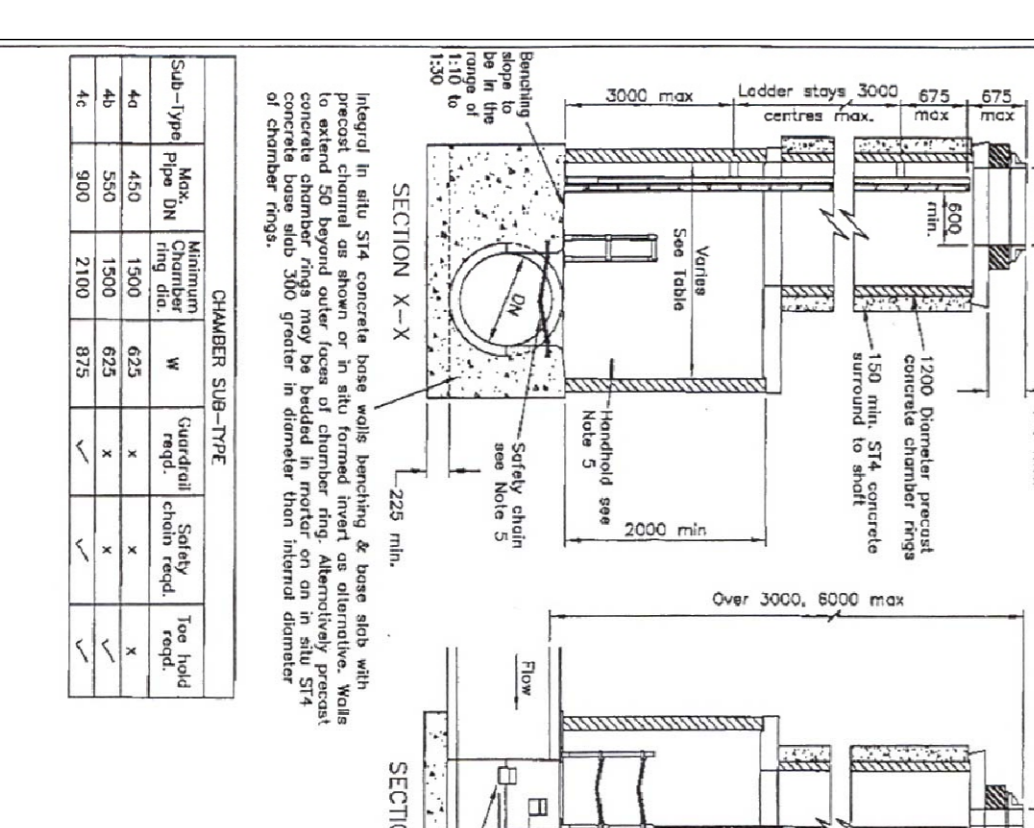 675
max
675
max
Ladder stays 3000
centres max.
3000 max
600
min.
Benching
slope to
be in the
range of
1:10 to
1:30
Varies
See Table
DN
1200 Diameter precast
concrete chamber rings
150 min. ST4 concrete
surround to shaft
Handhold see
Note 5
Safety chain
see Note 5
2000 min
225 min.
SECTION X-X
Integral in situ ST4 concrete base walls benching & base slab with
precast channel as shown or in situ formed invert as alternative. Walls
to extend 50 beyond outer faces of chamber ring. Alternatively precast
concrete chamber rings may be bedded in mortar on an in situ ST4
concrete base slab 300 greater in diameter than internal diameter
of chamber rings.
Over 3000, 6000 max
Flow
SECTIO
CHAMBER SUB-TYPE
Sub-Type Max. Pipe DN Minimum Chamber ring dia. W Guardrail reqd. Safety chain reqd. Toe hold reqd.
4a 450 1500 625 x x x
4b 550 1500 625 x x ✓
4c 900 2100 875 ✓ ✓ ✓